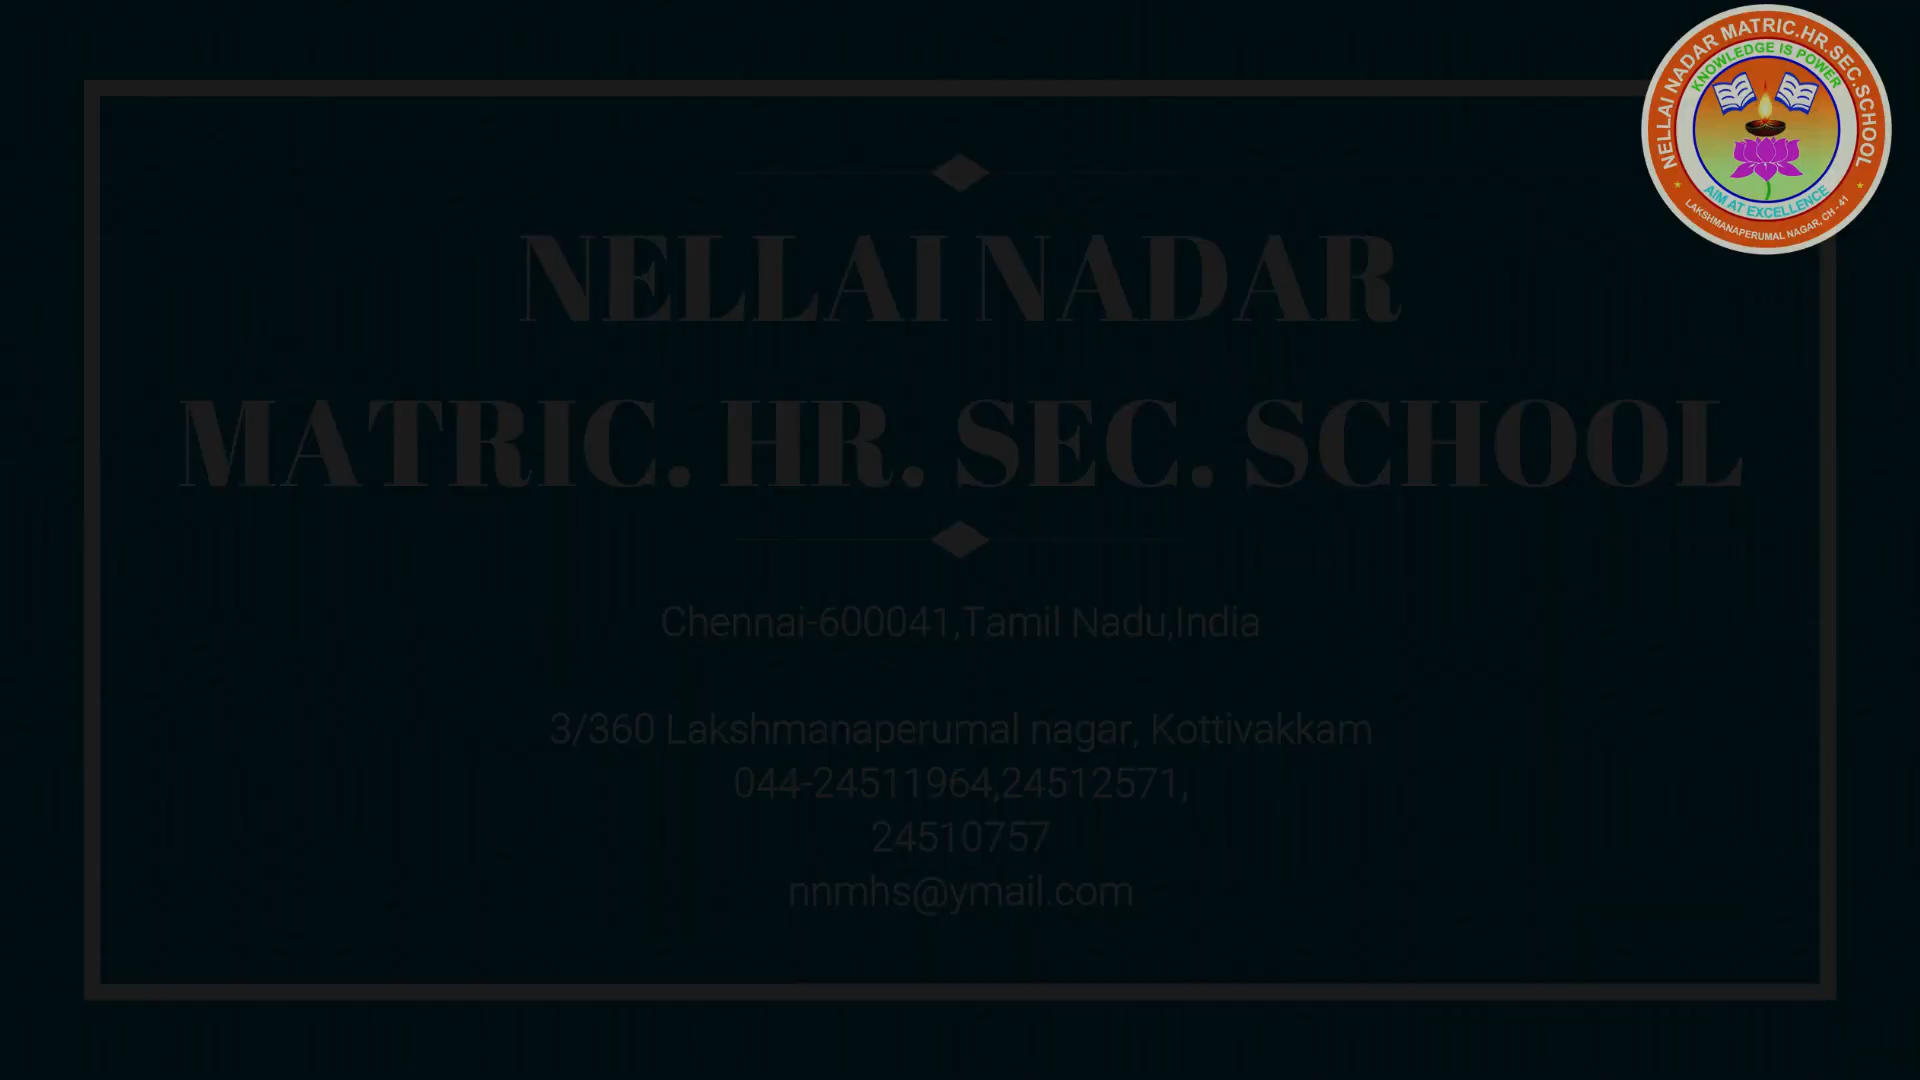 NELLAI NADAR MATRIC.HR.SEC.SCHOOL
KNOWLEDGE IS POWER
AIM AT EXCELLENCE
LAKSHMANAPERUMAL NAGAR, CH - 41
NELLAI NADAR
MATRIC. HR. SEC. SCHOOL
Chennai-600041,Tamil Nadu,India
3/360 Lakshmanaperumal nagar, Kottivakkam
044-24511964,24512571,
24510757
nnmhs@ymail.com